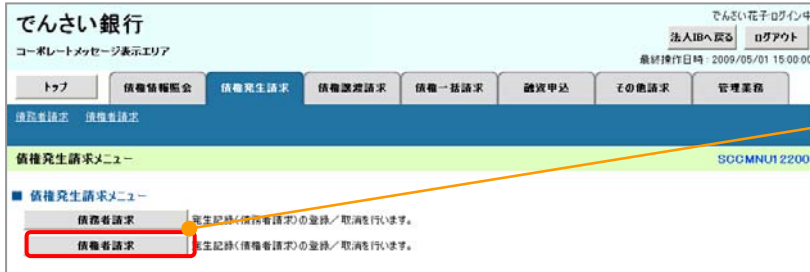 でんさい銀行
でんさい花子ログイン中
法人IBへ戻る ログアウト
コーポレートメッセージ表示エリア
最終操作日時：2009/05/01 15:00:00
トップ 債権情報照会 債権発生請求 債権譲渡請求 債権一括請求 融資申込 その他請求 管理業務
債務者請求 債権者請求
債権発生請求メニュー SCCMNU12200
■ 債権発生請求メニュー
債務者請求 発生記録(債務者請求)の登録／取消を行います。
債権者請求 発生記録(債権者請求)の登録／取消を行います。